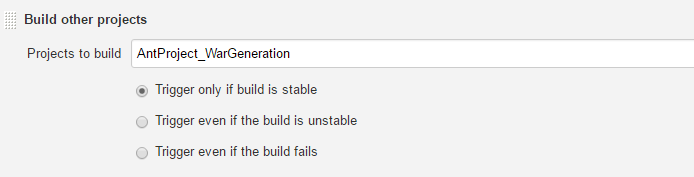 Build other projects
Projects to build AntProject_WarGeneration
Trigger only if build is stable
Trigger even if the build is unstable
Trigger even if the build fails